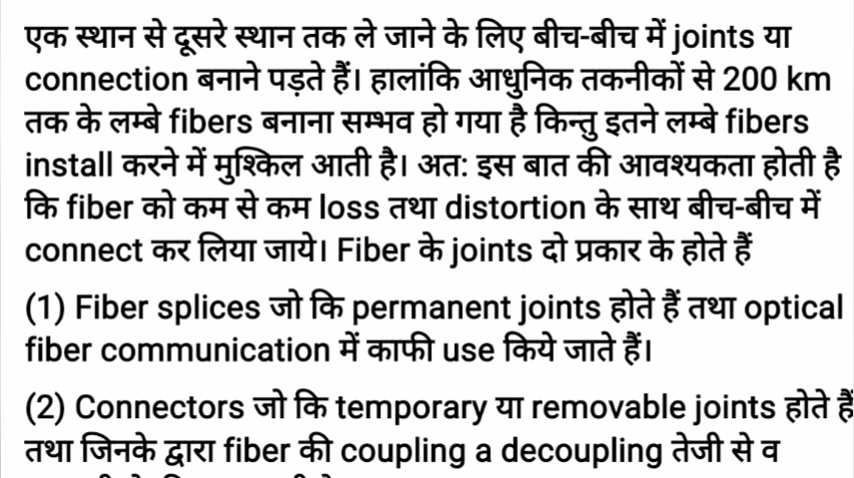 एक स्थान से दूसरे स्थान तक ले जाने के लिए बीच-बीच में joints या
connection बनाने पड़ते हैं। हालांकि आधुनिक तकनीकों से 200 km
तक के लम्बे fibers बनाना सम्भव हो गया है किन्तु इतने लम्बे fibers
install करने में मुश्किल आती है। अत: इस बात की आवश्यकता होती है
कि fiber को कम से कम loss तथा distortion के साथ बीच-बीच में
connect कर लिया जाये। Fiber के joints दो प्रकार के होते हैं
(1) Fiber splices जो कि permanent joints होते हैं तथा optical
fiber communication में काफी use किये जाते हैं।
(2) Connectors जो कि temporary या removable joints होते हैं
तथा जिनके द्वारा fiber की coupling a decoupling तेजी से व